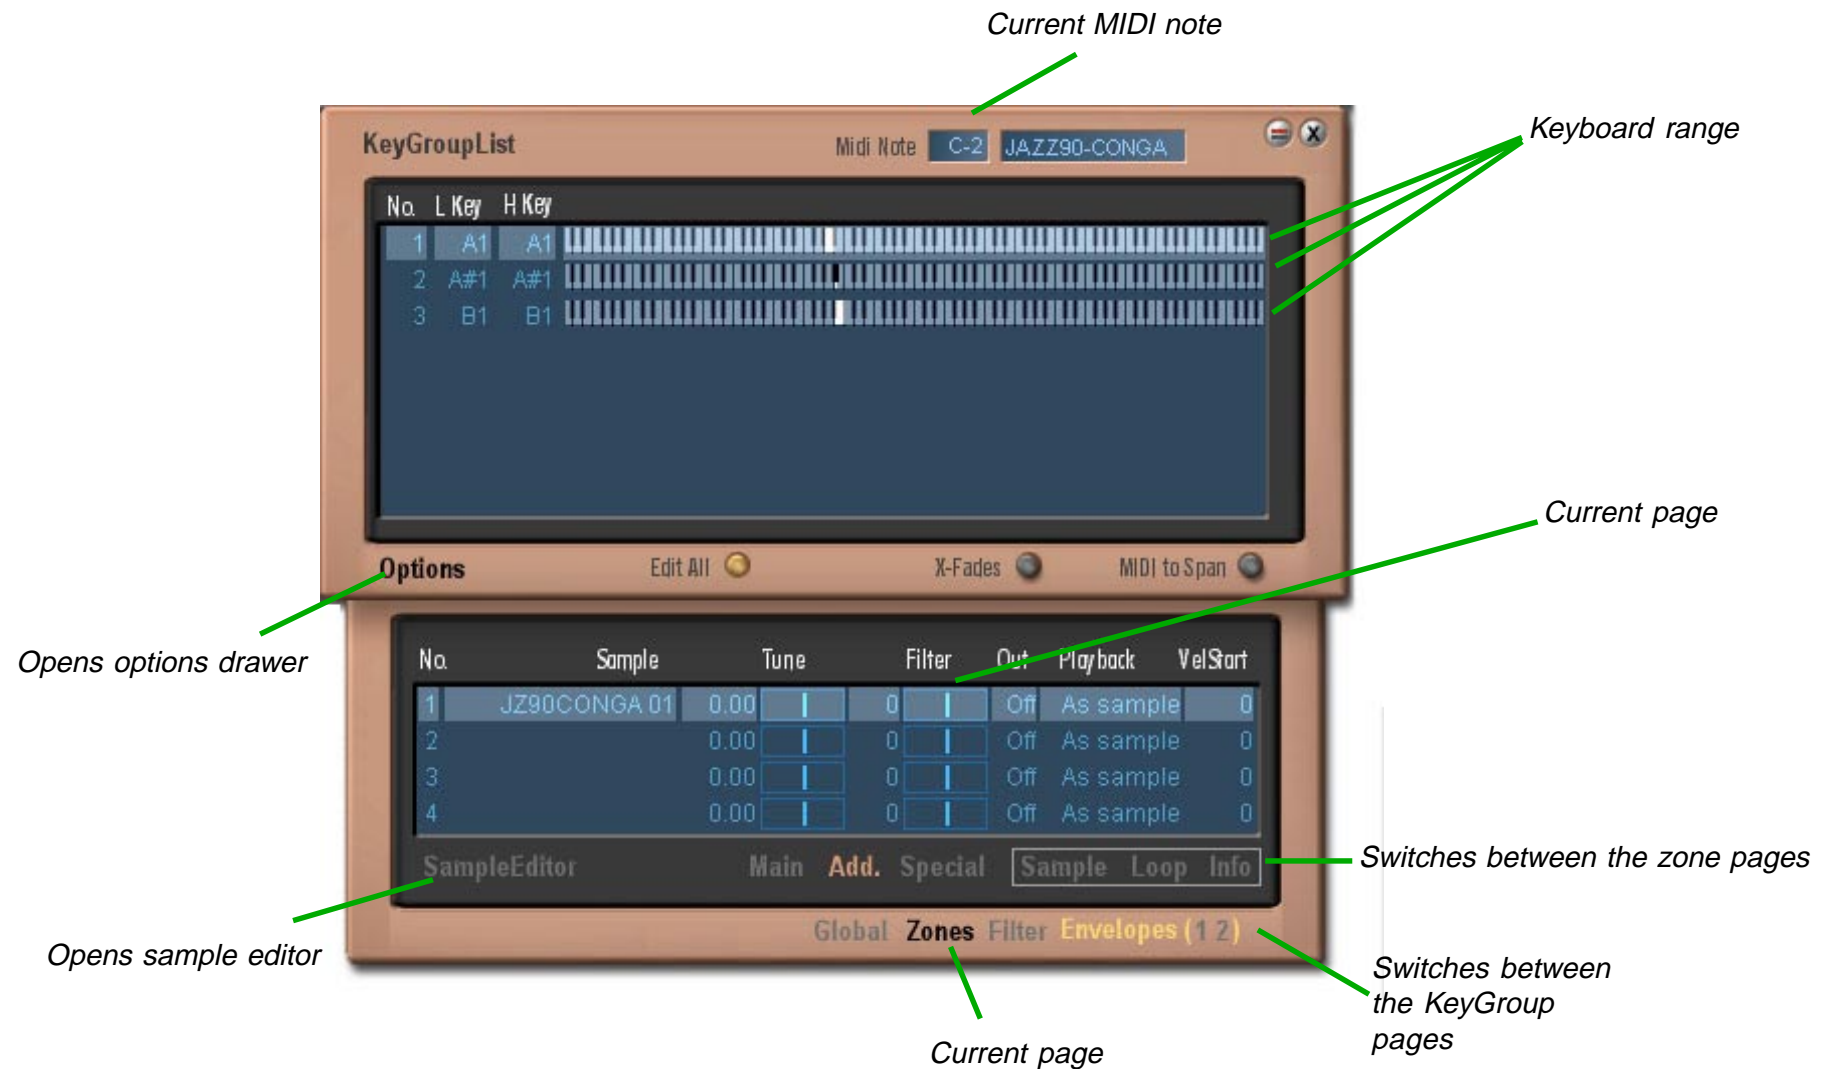 Current MIDI note
KeyGroupList Midi Note C-2 JAZZ90-CONGA X
Keyboard range
No. L Key H Key
1 A1 A1
2 A#1 A#1
3 B1 B1
Current page
Options Edit All X-Fades MIDI to Span
Opens options drawer
No. Sample Tune Filter Out Playback VelStart
1 JZ90CONGA 01 0.00 0 Off As sample 0
2 0.00 0 Off As sample 0
3 0.00 0 Off As sample 0
4 0.00 0 Off As sample 0
SampleEditor Main Add. Special Sample Loop Info
Switches between the zone pages
Global Zones Filter Envelopes (1 2)
Opens sample editor
Switches between
the KeyGroup
pages
Current page